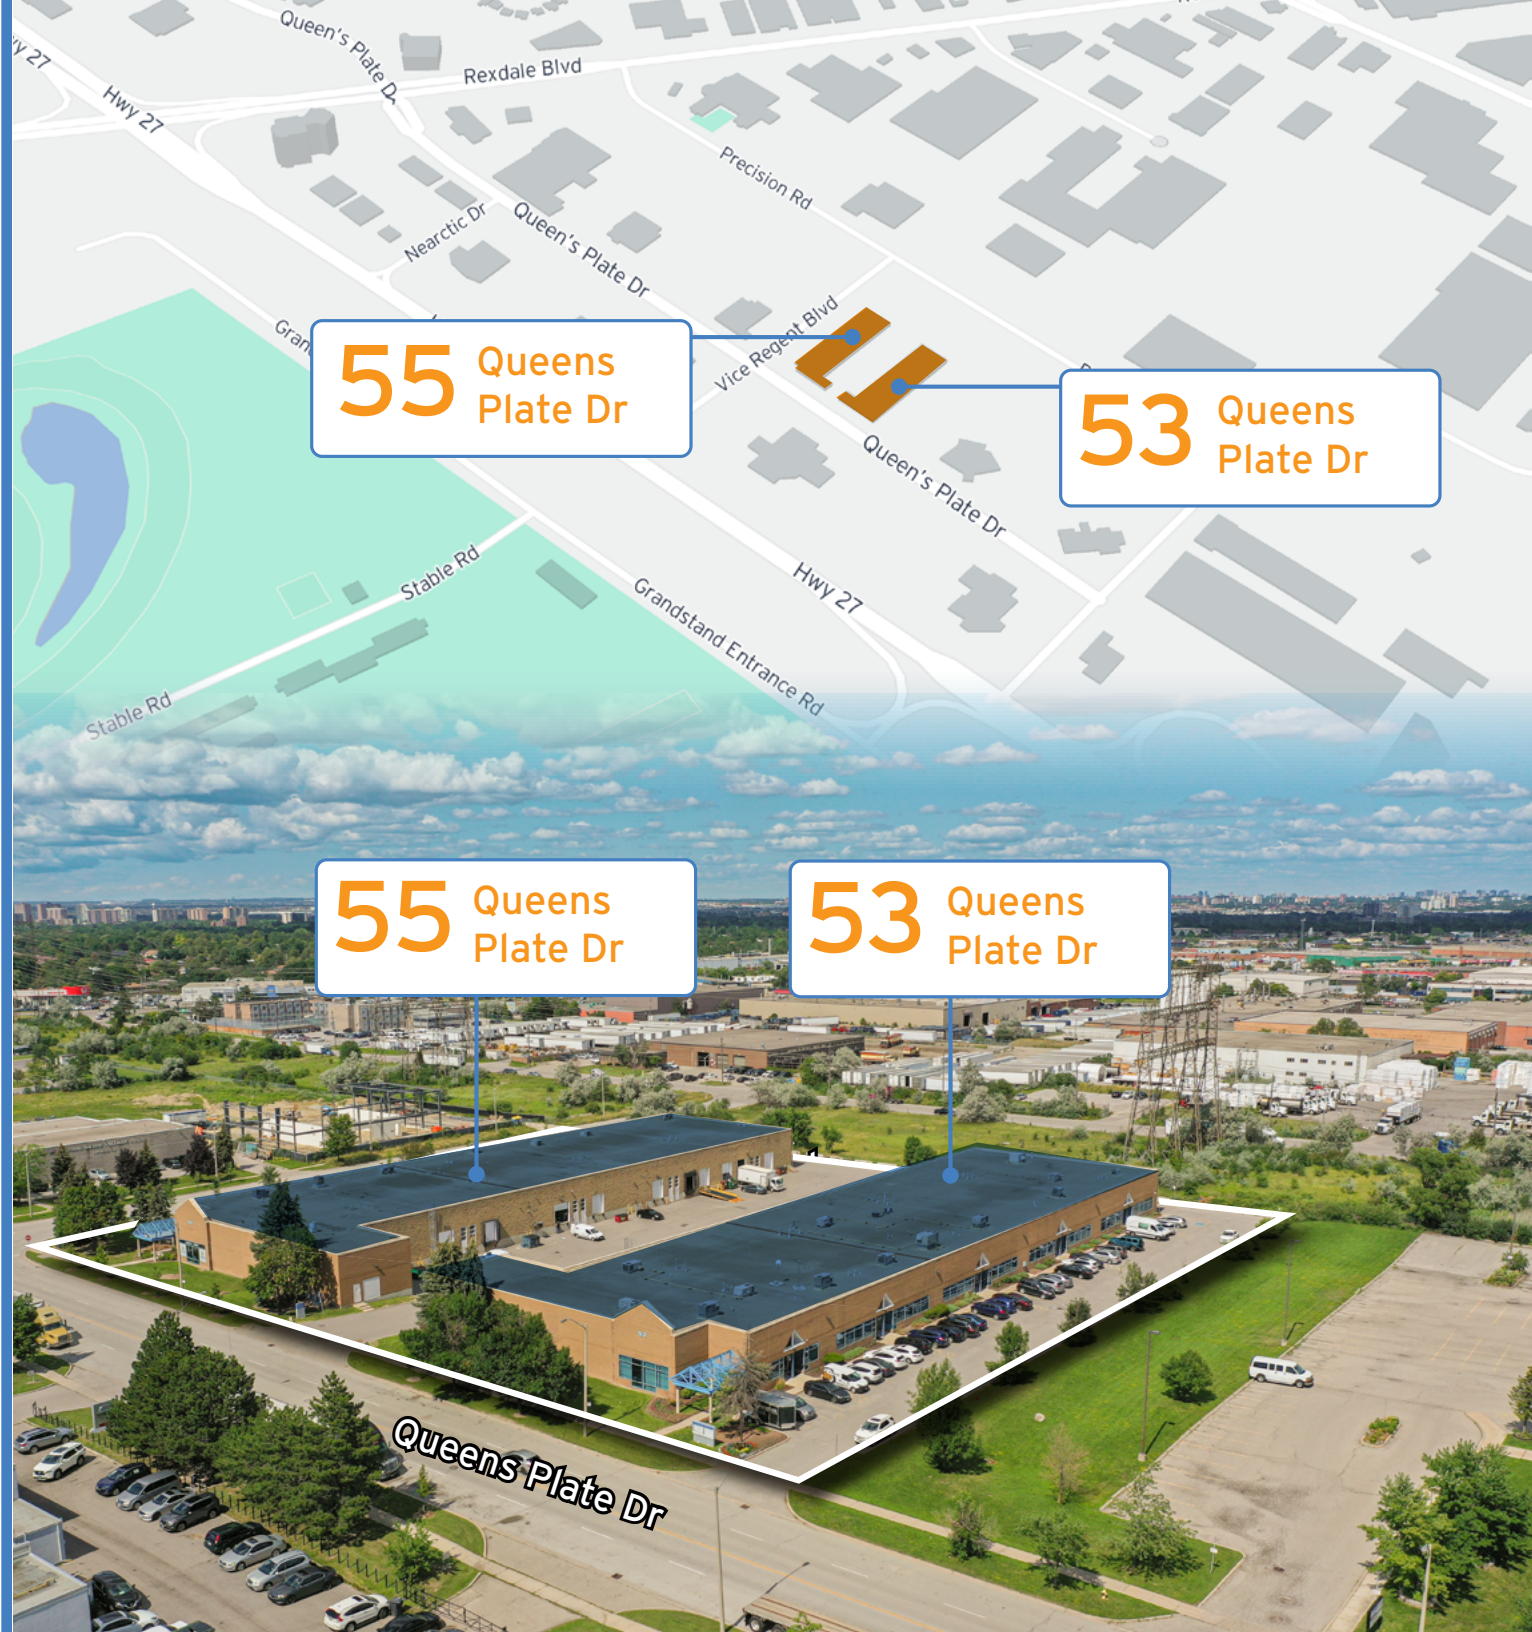 Queen's Plate Dr
Rexdale Blvd
Hwy 27
Hwy 27
Precision Rd
Nearctic Dr
Queen's Plate Dr
Vice Regent Blvd
55 Queens
Plate Dr
53 Queens
Plate Dr
Queen's Plate Dr
Stable Rd
Hwy 27
Grandstand Entrance Rd
Stable Rd
55 Queens
Plate Dr
53 Queens
Plate Dr
Queens Plate Dr